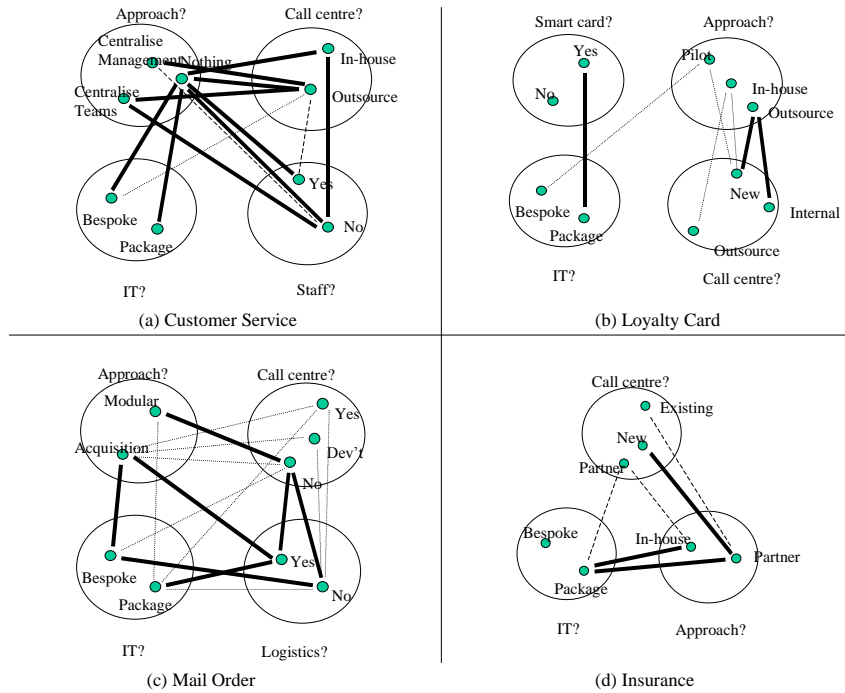 Approach?
Call centre?
Centralise
Management
Nothing
In-house
Centralise
Teams
Outsource
Yes
Bespoke
No
Package
IT?
Staff?
(a) Customer Service
Smart card?
Approach?
Yes
Pilot
No
In-house
Outsource
New
Bespoke
Internal
Package
Outsource
IT?
Call centre?
(b) Loyalty Card
Approach?
Call centre?
Modular
Yes
Acquisition
Dev't
No
Bespoke
Yes
Package
No
IT?
Logistics?
(c) Mail Order
Call centre?
Existing
New
Partner
Bespoke
In-house
Partner
Package
IT?
Approach?
(d) Insurance